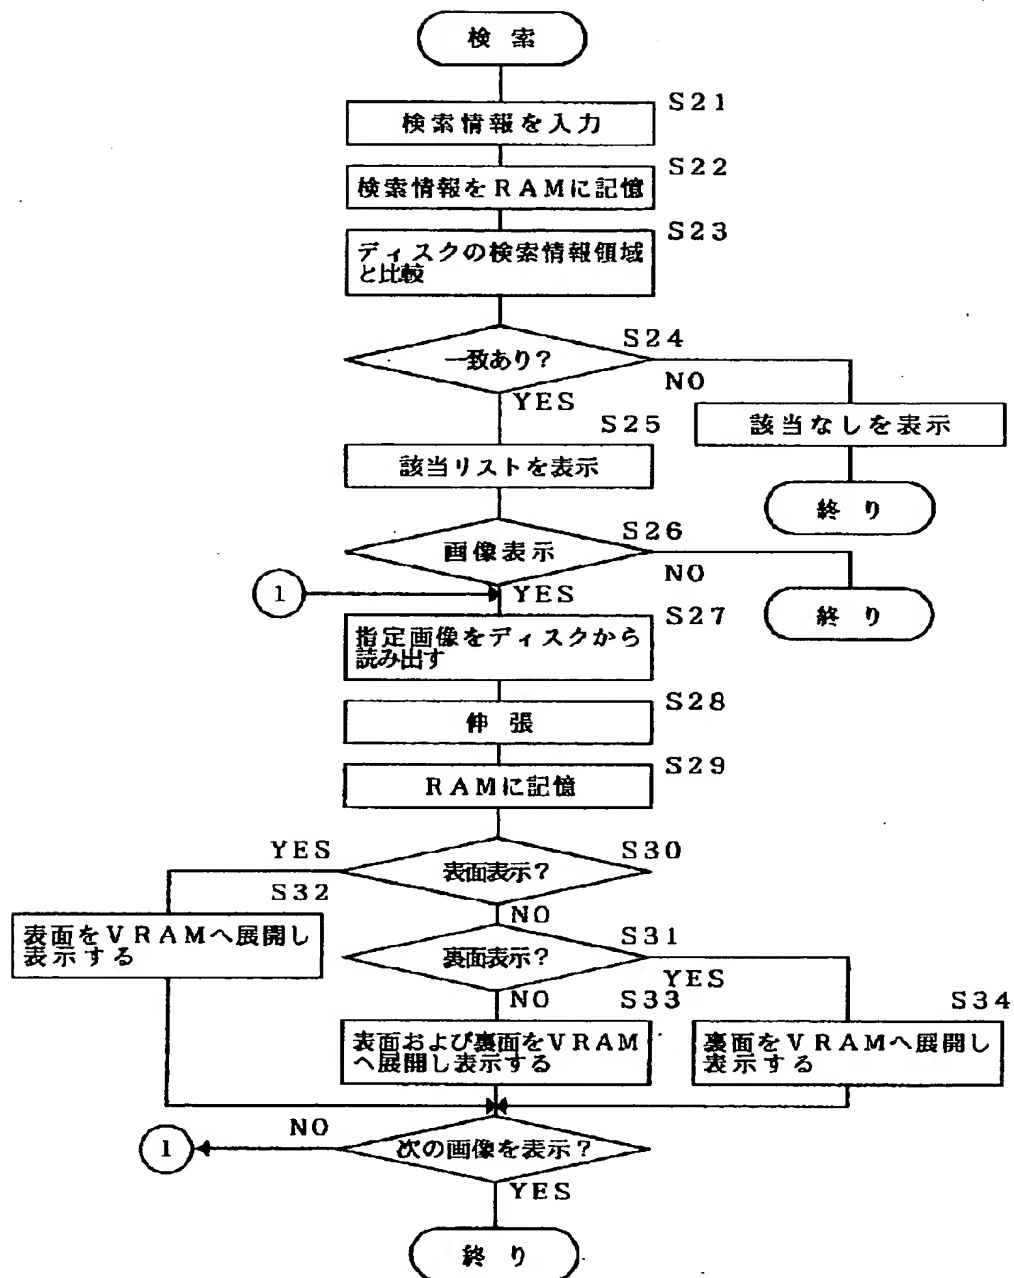 検索
S21
検索情報を入力
S22
検索情報をRAMに記憶
S23
ディスクの検索情報領域
と比較
S24
一致あり?
NO
YES
該当なしを表示
S25
該当リストを表示
終り
S26
画像表示
NO
1
YES
終り
S27
指定画像をディスクから
読み出す
S28
伸張
S29
RAMに記憶
YES
S30
表面表示?
S32
NO
表面をVRAMへ展開し
表示する
S31
裏面表示?
YES
NO
S33
S34
表面および裏面をVRAM
へ展開し表示する
裏面をVRAMへ展開し
表示する
NO
1
次の画像を表示?
YES
終り